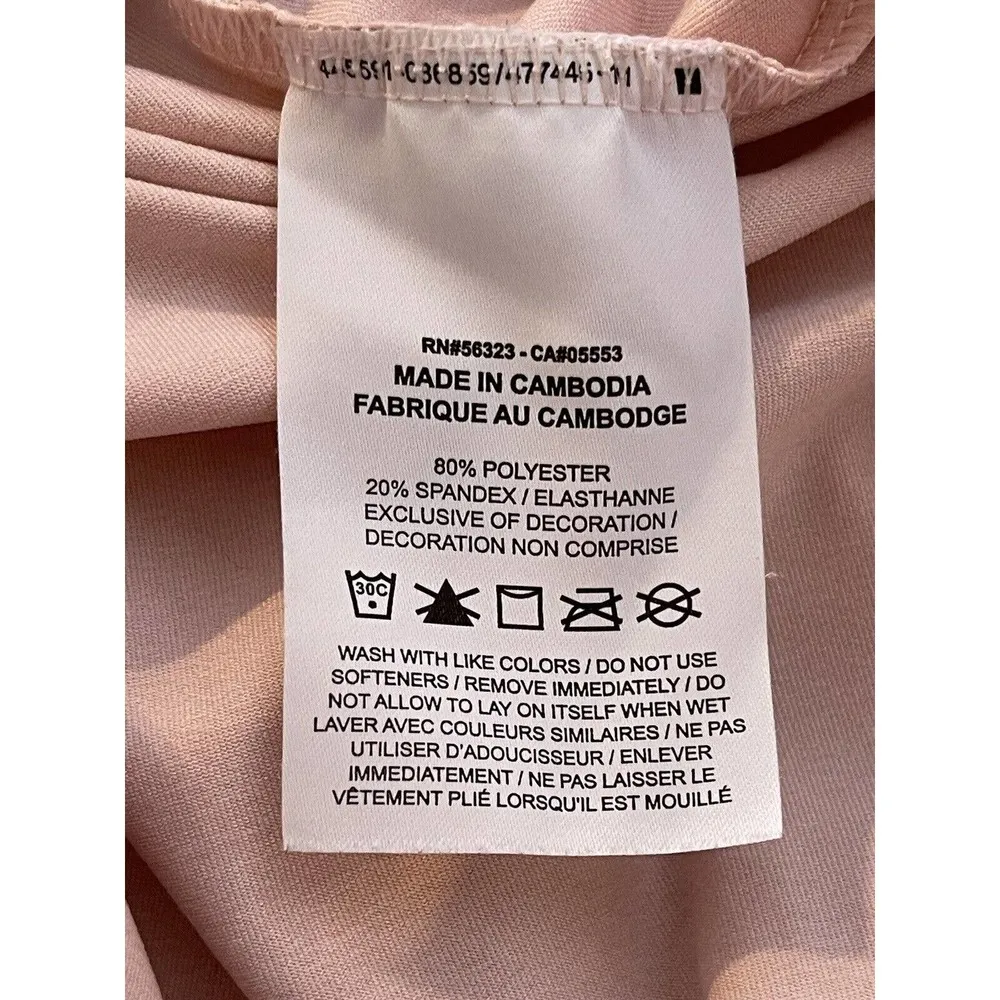 RN#56323 - CA#05553
MADE IN CAMBODIA
FABRIQUE AU CAMBODGE
80% POLYESTER
20% SPANDEX / ELASTHANNE
EXCLUSIVE OF DECORATION /
DECORATION NON COMPRISE
30C
WASH WITH LIKE COLORS / DO NOT USE
SOFTENERS / REMOVE IMMEDIATELY / DO
NOT ALLOW TO LAY ON ITSELF WHEN WET
LAVER AVEC COULEURS SIMILAIRES / NE PAS
UTILISER D'ADOUCISSEUR / ENLEVER
IMMEDIATEMENT / NE PAS LAISSER LE
VÊTEMENT PLIÉ LORSQU'IL EST MOUILLÉ